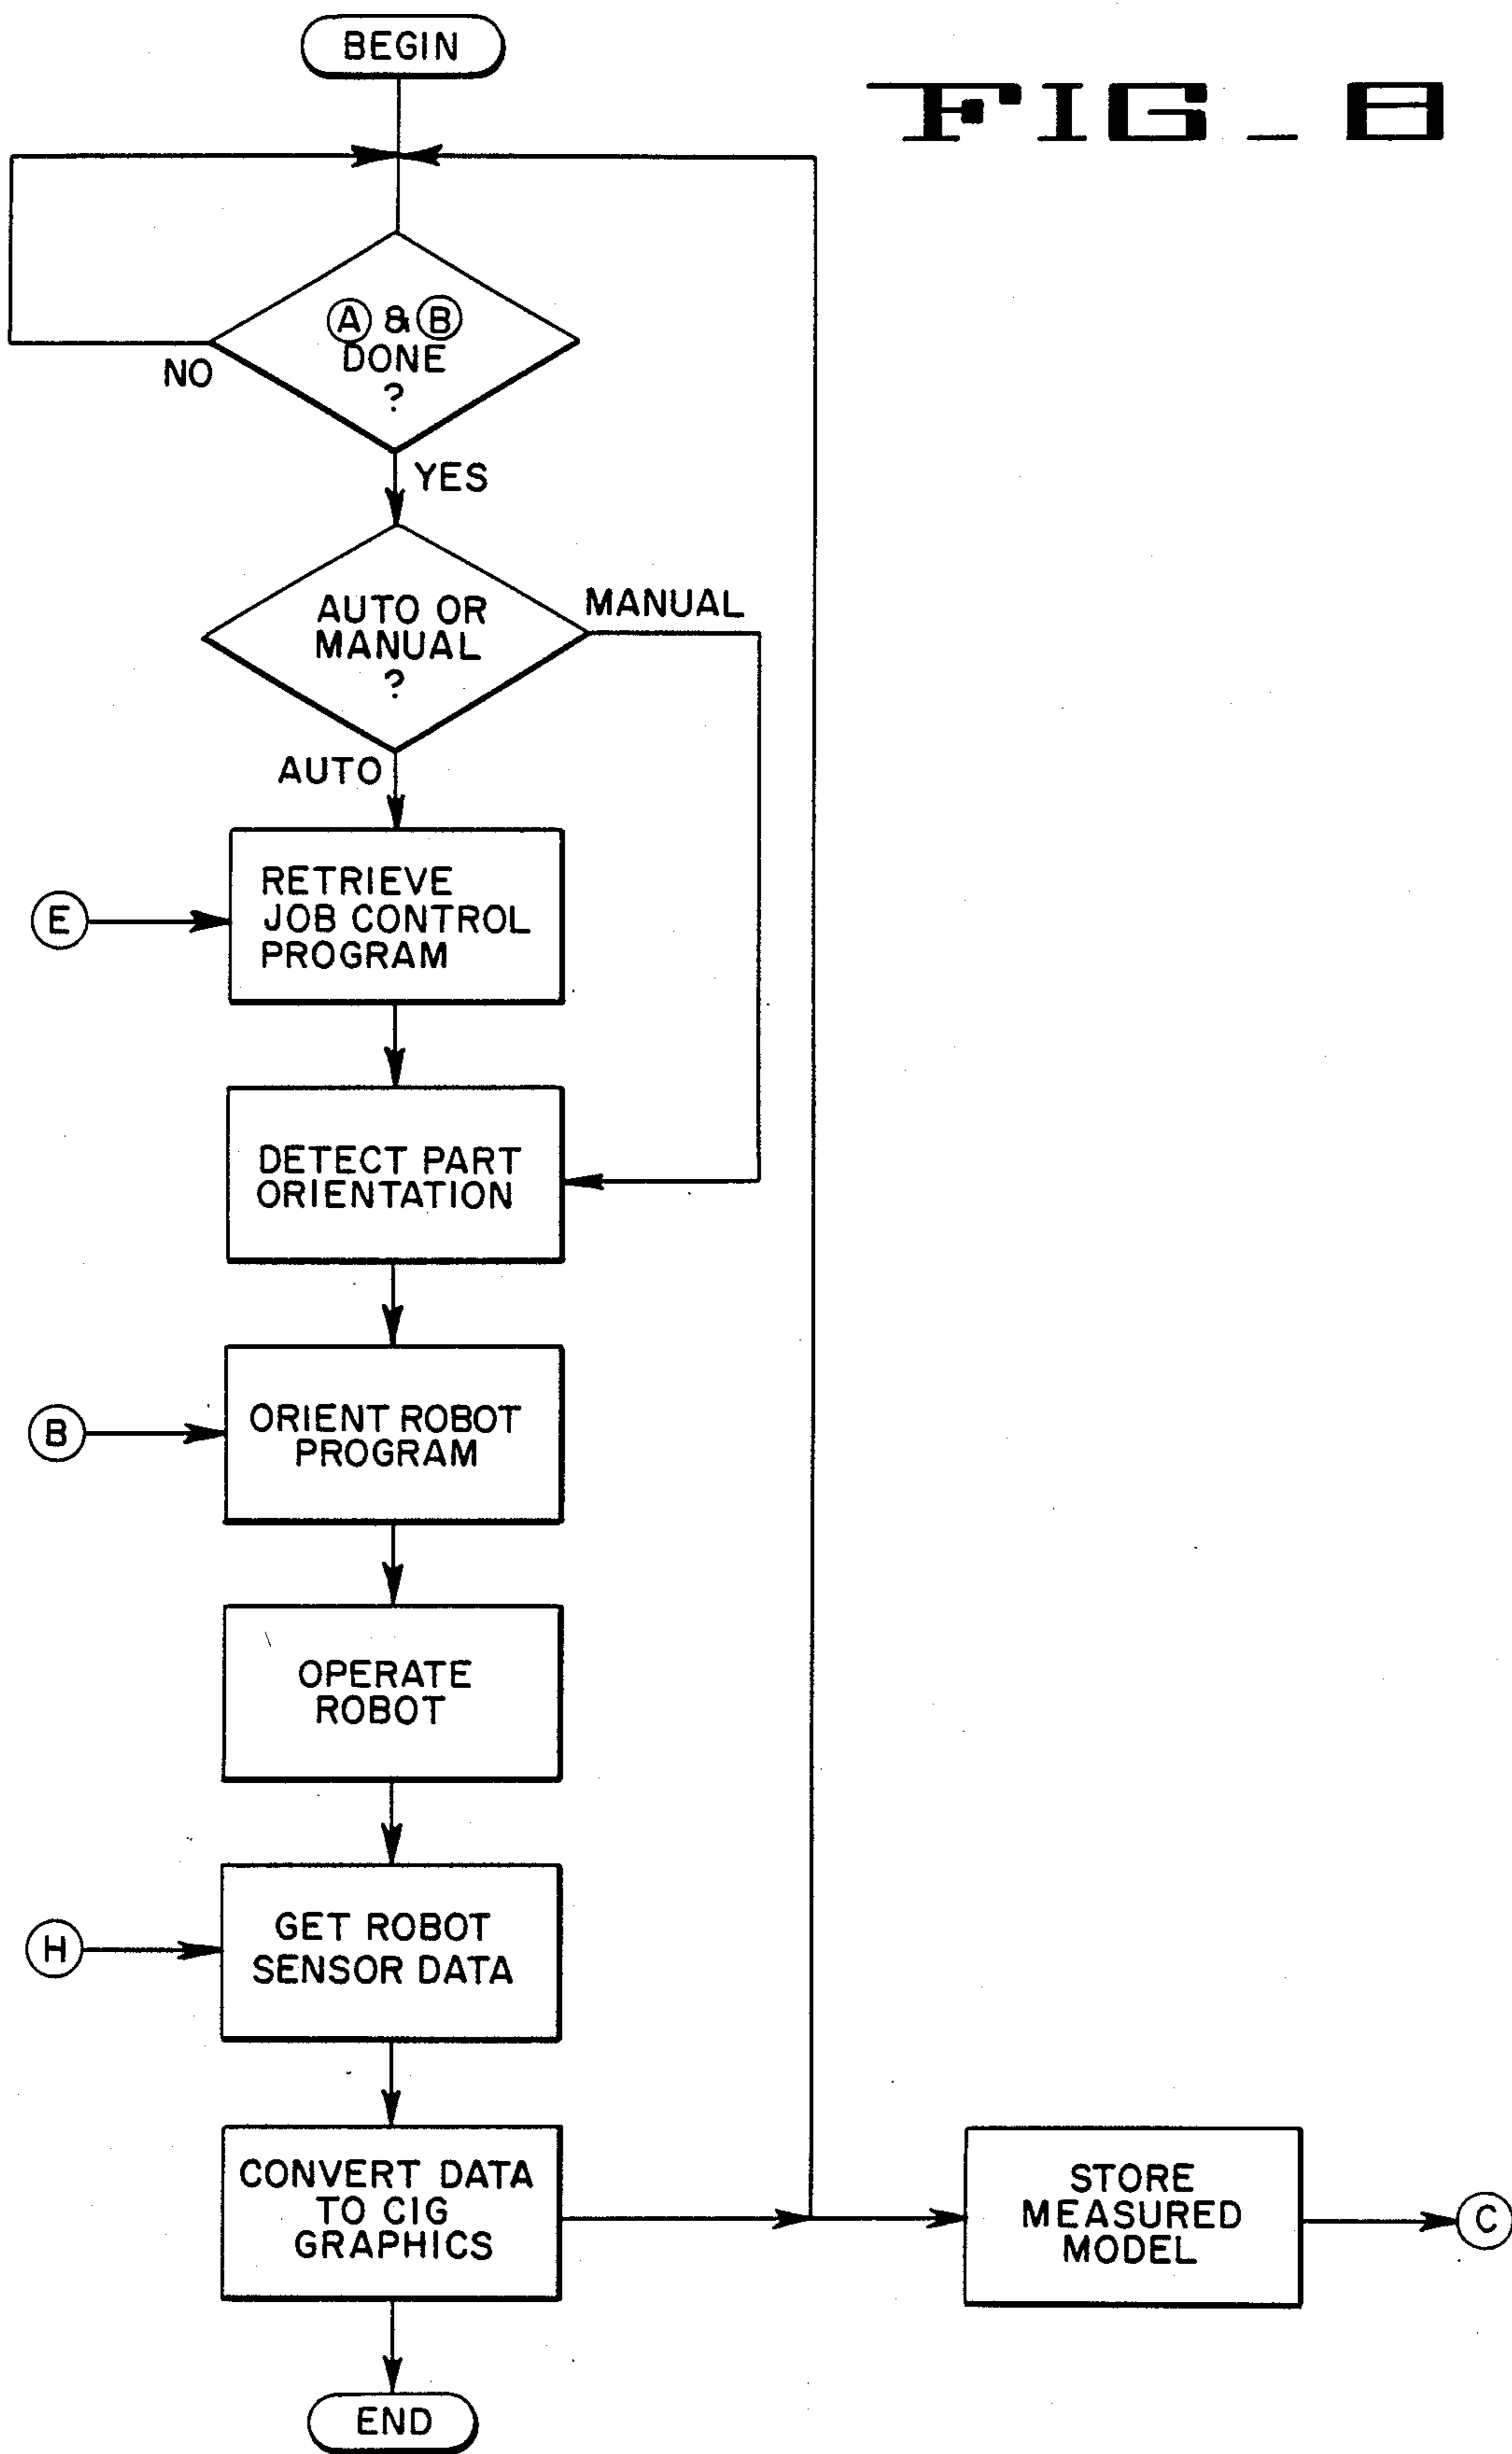 BEGIN
FIG_8
A & B
DONE
?
NO
YES
AUTO OR
MANUAL
?
MANUAL
AUTO
E
RETRIEVE
JOB CONTROL
PROGRAM
DETECT PART
ORIENTATION
B
ORIENT ROBOT
PROGRAM
OPERATE
ROBOT
H
GET ROBOT
SENSOR DATA
CONVERT DATA
TO CIG
GRAPHICS
STORE
MEASURED
MODEL
C
END